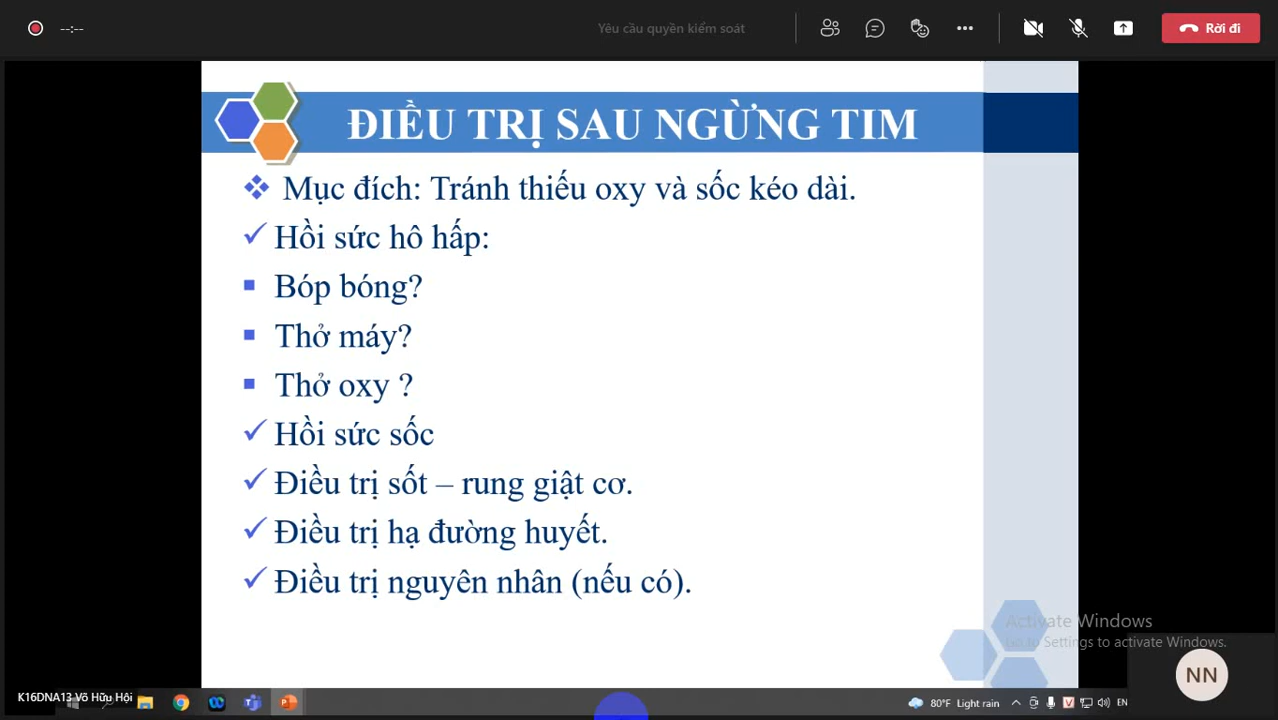 --:--
Yêu cầu quyền kiểm soát
Rời đi
ĐIỀU TRỊ SAU NGỪNG TIM
Mục đích: Tránh thiếu oxy và sốc kéo dài.
Hồi sức hô hấp:
Bóp bóng?
Thở máy?
Thở oxy ?
Hồi sức sốc
Điều trị sốt – rung giật cơ.
Điều trị hạ đường huyết.
Điều trị nguyên nhân (nếu có).
Activate Windows
Go to Settings to activate Windows.
NN
K16DNA13 Võ Hữu Hội
80°F Light rain
EN